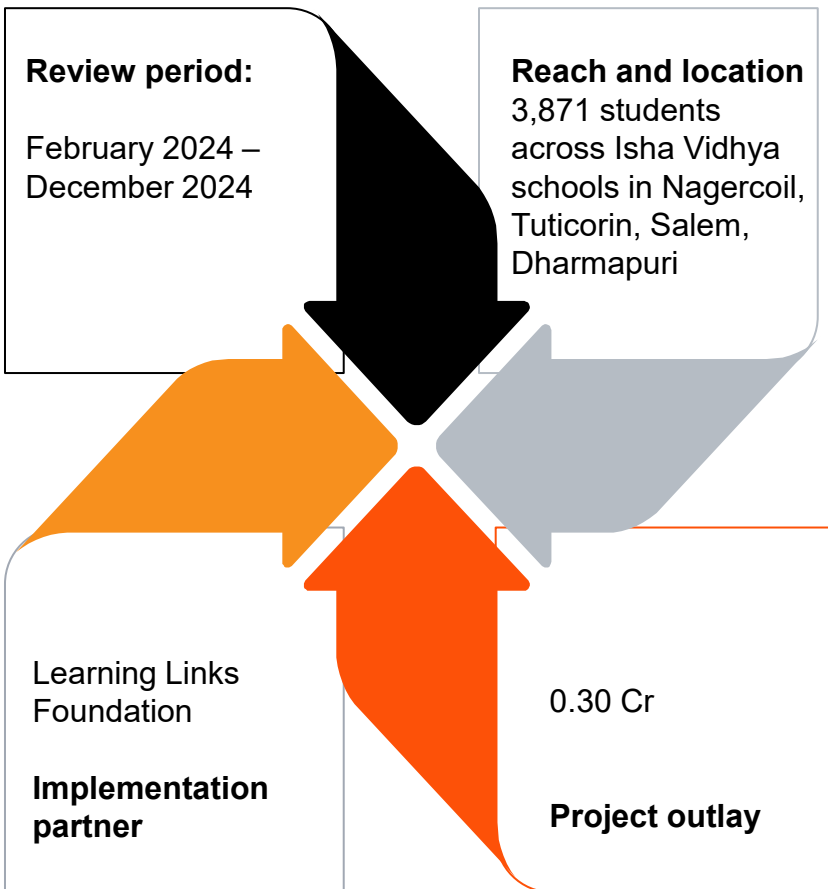 Review period:
February 2024 –
December 2024
Reach and location
3,871 students
across Isha Vidhya
schools in Nagercoil,
Tuticorin, Salem,
Dharmapuri
Learning Links
Foundation
Implementation
partner
0.30 Cr
Project outlay